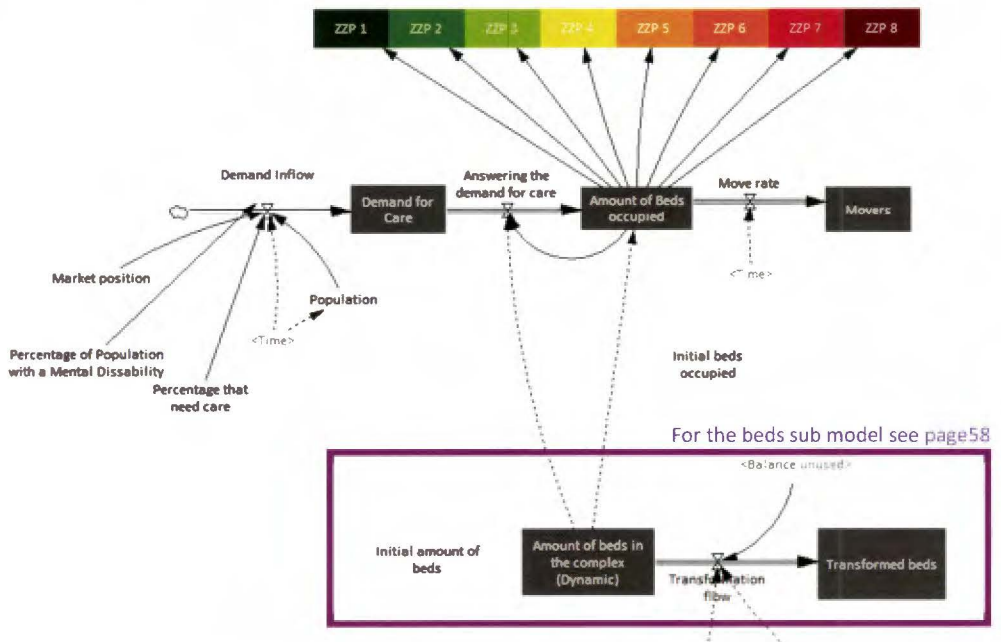 ZZP 1 ZZP 2 ZZP 3 ZZP 4 ZZP 5 ZZP 6 ZZP 7 ZZP 8
Demand Inflow
Answering the
demand for care
Move rate
Demand for
Care
Amount of Beds
occupied
Movers
Market position
Population
<Time>
<Time>
Percentage of Population
with a Mental Dissability
Percentage that
need care
Initial beds
occupied
For the beds sub model see page58
<Balance unused>
Initial amount of
beds
Amount of beds in
the complex
(Dynamic)
Transformation
flow
Transformed beds